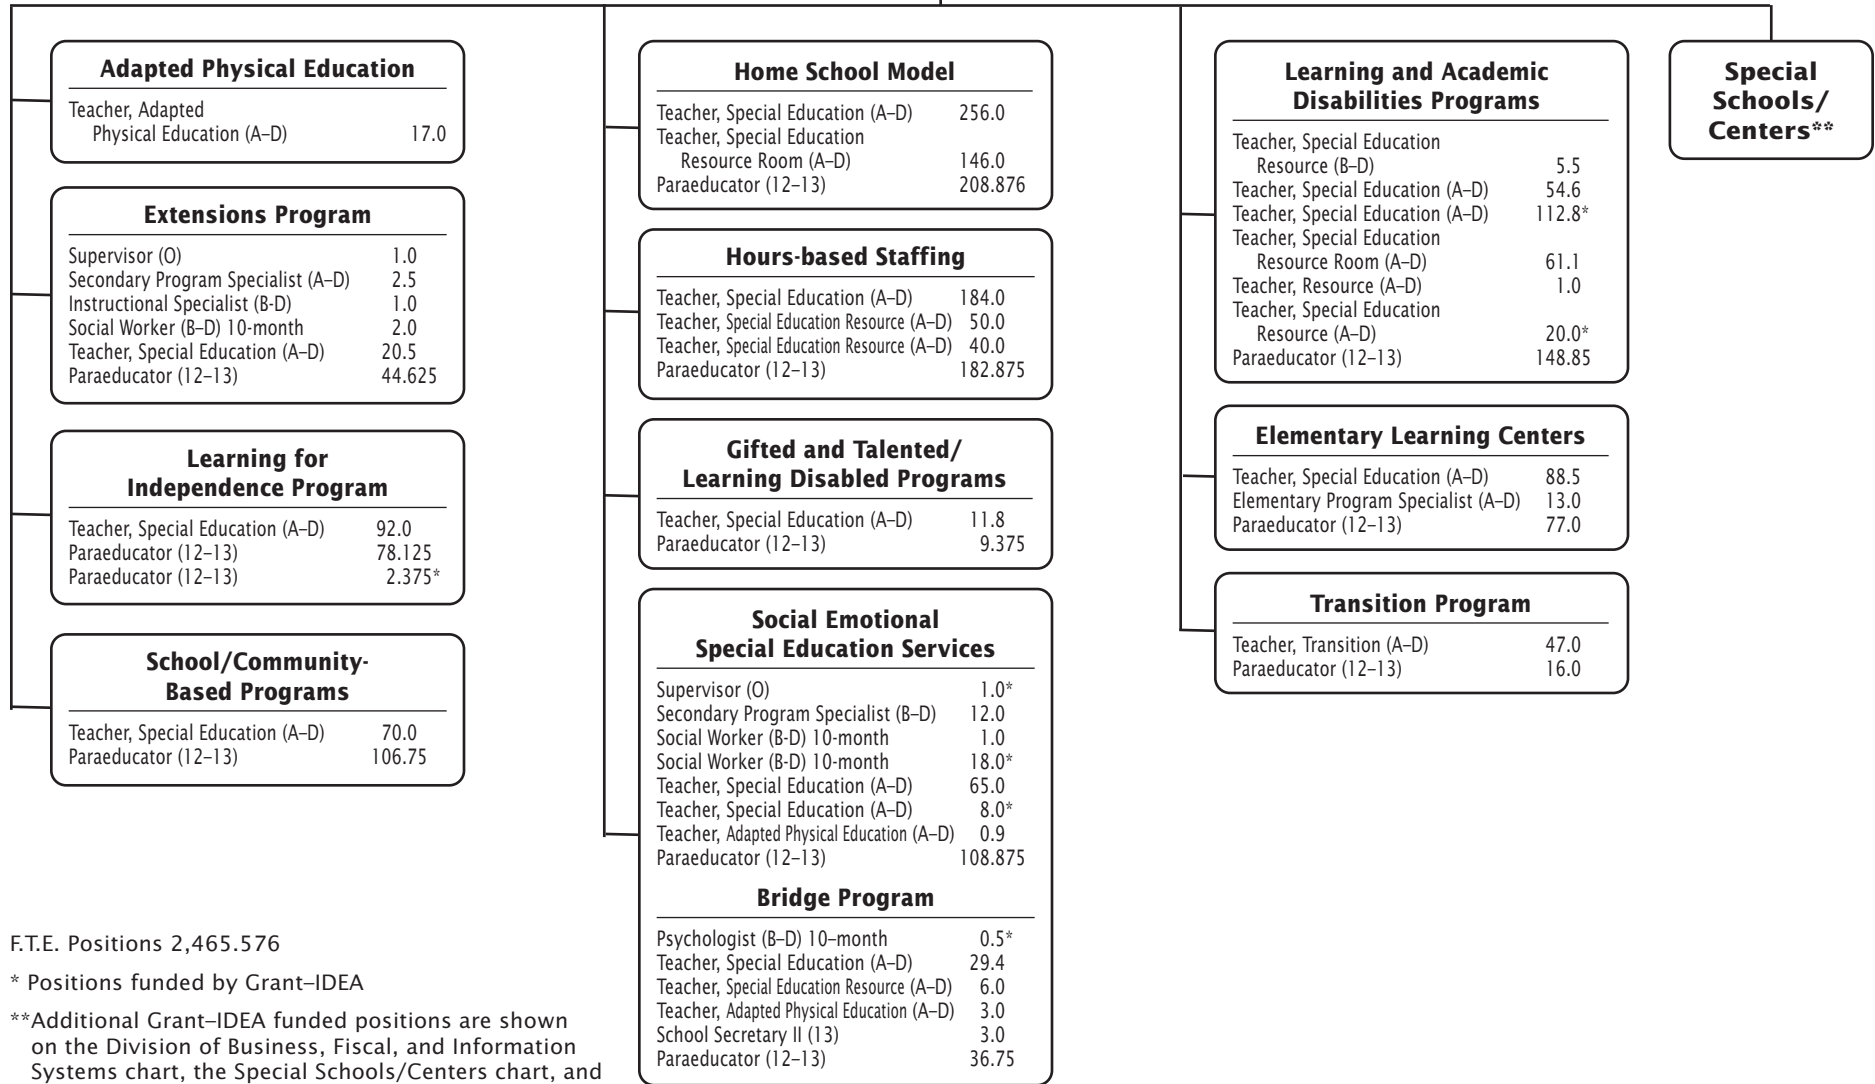 Adapted Physical Education
Teacher, Adapted
Physical Education (A–D) 17.0
Extensions Program
Supervisor (O) 1.0
Secondary Program Specialist (A–D) 2.5
Instructional Specialist (B-D) 1.0
Social Worker (B–D) 10-month 2.0
Teacher, Special Education (A–D) 20.5
Paraeducator (12–13) 44.625
Learning for
Independence Program
Teacher, Special Education (A–D) 92.0
Paraeducator (12–13) 78.125
Paraeducator (12–13) 2.375*
School/Community-
Based Programs
Teacher, Special Education (A–D) 70.0
Paraeducator (12–13) 106.75
Home School Model
Teacher, Special Education (A–D) 256.0
Teacher, Special Education
Resource Room (A–D) 146.0
Paraeducator (12–13) 208.876
Hours-based Staffing
Teacher, Special Education (A–D) 184.0
Teacher, Special Education Resource (A–D) 50.0
Teacher, Special Education Resource (A–D) 40.0
Paraeducator (12–13) 182.875
Gifted and Talented/
Learning Disabled Programs
Teacher, Special Education (A–D) 11.8
Paraeducator (12–13) 9.375
Social Emotional
Special Education Services
Supervisor (O) 1.0*
Secondary Program Specialist (B–D) 12.0
Social Worker (B-D) 10-month 1.0
Social Worker (B-D) 10-month 18.0*
Teacher, Special Education (A–D) 65.0
Teacher, Special Education (A–D) 8.0*
Teacher, Adapted Physical Education (A–D) 0.9
Paraeducator (12–13) 108.875
Bridge Program
Psychologist (B–D) 10–month 0.5*
Teacher, Special Education (A–D) 29.4
Teacher, Special Education Resource (A–D) 6.0
Teacher, Adapted Physical Education (A–D) 3.0
School Secretary II (13) 3.0
Paraeducator (12–13) 36.75
Learning and Academic
Disabilities Programs
Teacher, Special Education
Resource (B–D) 5.5
Teacher, Special Education (A–D) 54.6
Teacher, Special Education (A–D) 112.8*
Teacher, Special Education
Resource Room (A–D) 61.1
Teacher, Resource (A–D) 1.0
Teacher, Special Education
Resource (A–D) 20.0*
Paraeducator (12–13) 148.85
Elementary Learning Centers
Teacher, Special Education (A–D) 88.5
Elementary Program Specialist (A–D) 13.0
Paraeducator (12–13) 77.0
Transition Program
Teacher, Transition (A–D) 47.0
Paraeducator (12–13) 16.0
Special
Schools/
Centers**
F.T.E. Positions 2,465.576
* Positions funded by Grant–IDEA
**Additional Grant–IDEA funded positions are shown
on the Division of Business, Fiscal, and Information
Systems chart, the Special Schools/Centers chart, and